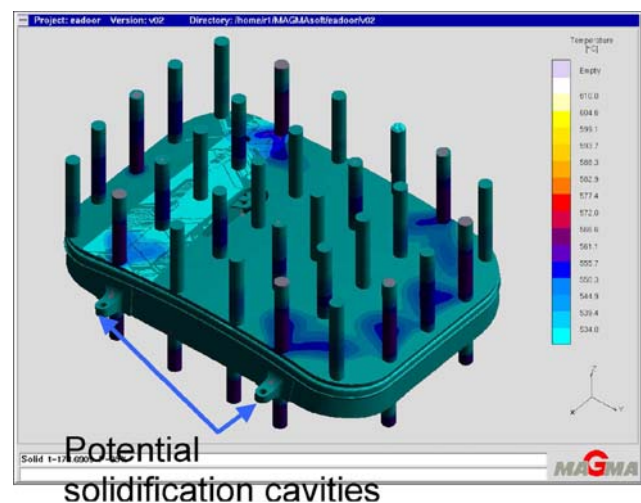 Project: eadoor Version: v02 Directory: /home/r1/MAGMAsoft/eadoor/v02
Temperature
[°C]
Empty
610.0
604.6
599.1
593.7
588.3
582.9
577.4
572.0
566.6
561.1
555.7
550.3
544.9
539.4
534.0
Z
X Y
Potential
Solid
solidification cavities
MAGMA